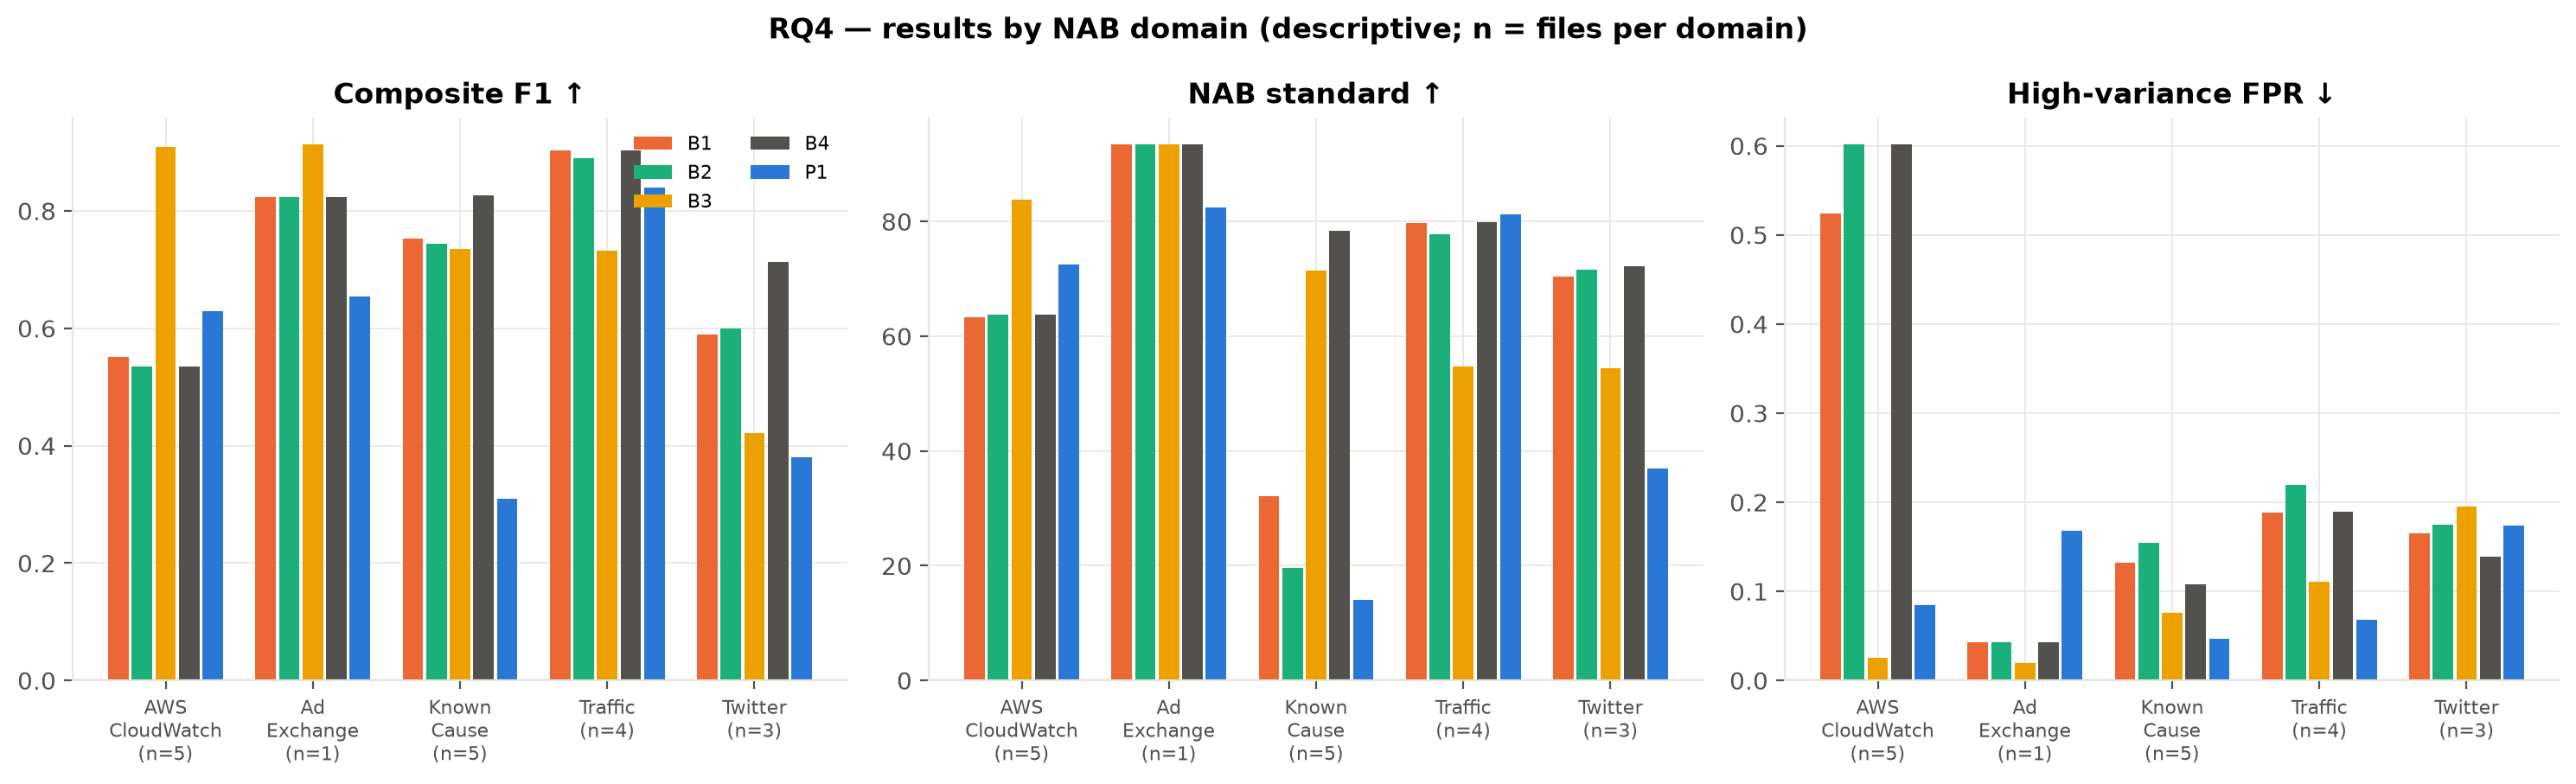 RQ4 — results by NAB domain (descriptive; n = files per domain)
Composite F1 ↑
B1
B2
B3
B4
P1
0.8
0.6
0.4
0.2
0.0
AWS
CloudWatch
(n=5)
Ad
Exchange
(n=1)
Known
Cause
(n=5)
Traffic
(n=4)
Twitter
(n=3)
NAB standard ↑
80
60
40
20
0
AWS
CloudWatch
(n=5)
Ad
Exchange
(n=1)
Known
Cause
(n=5)
Traffic
(n=4)
Twitter
(n=3)
High-variance FPR ↓
0.6
0.5
0.4
0.3
0.2
0.1
0.0
AWS
CloudWatch
(n=5)
Ad
Exchange
(n=1)
Known
Cause
(n=5)
Traffic
(n=4)
Twitter
(n=3)